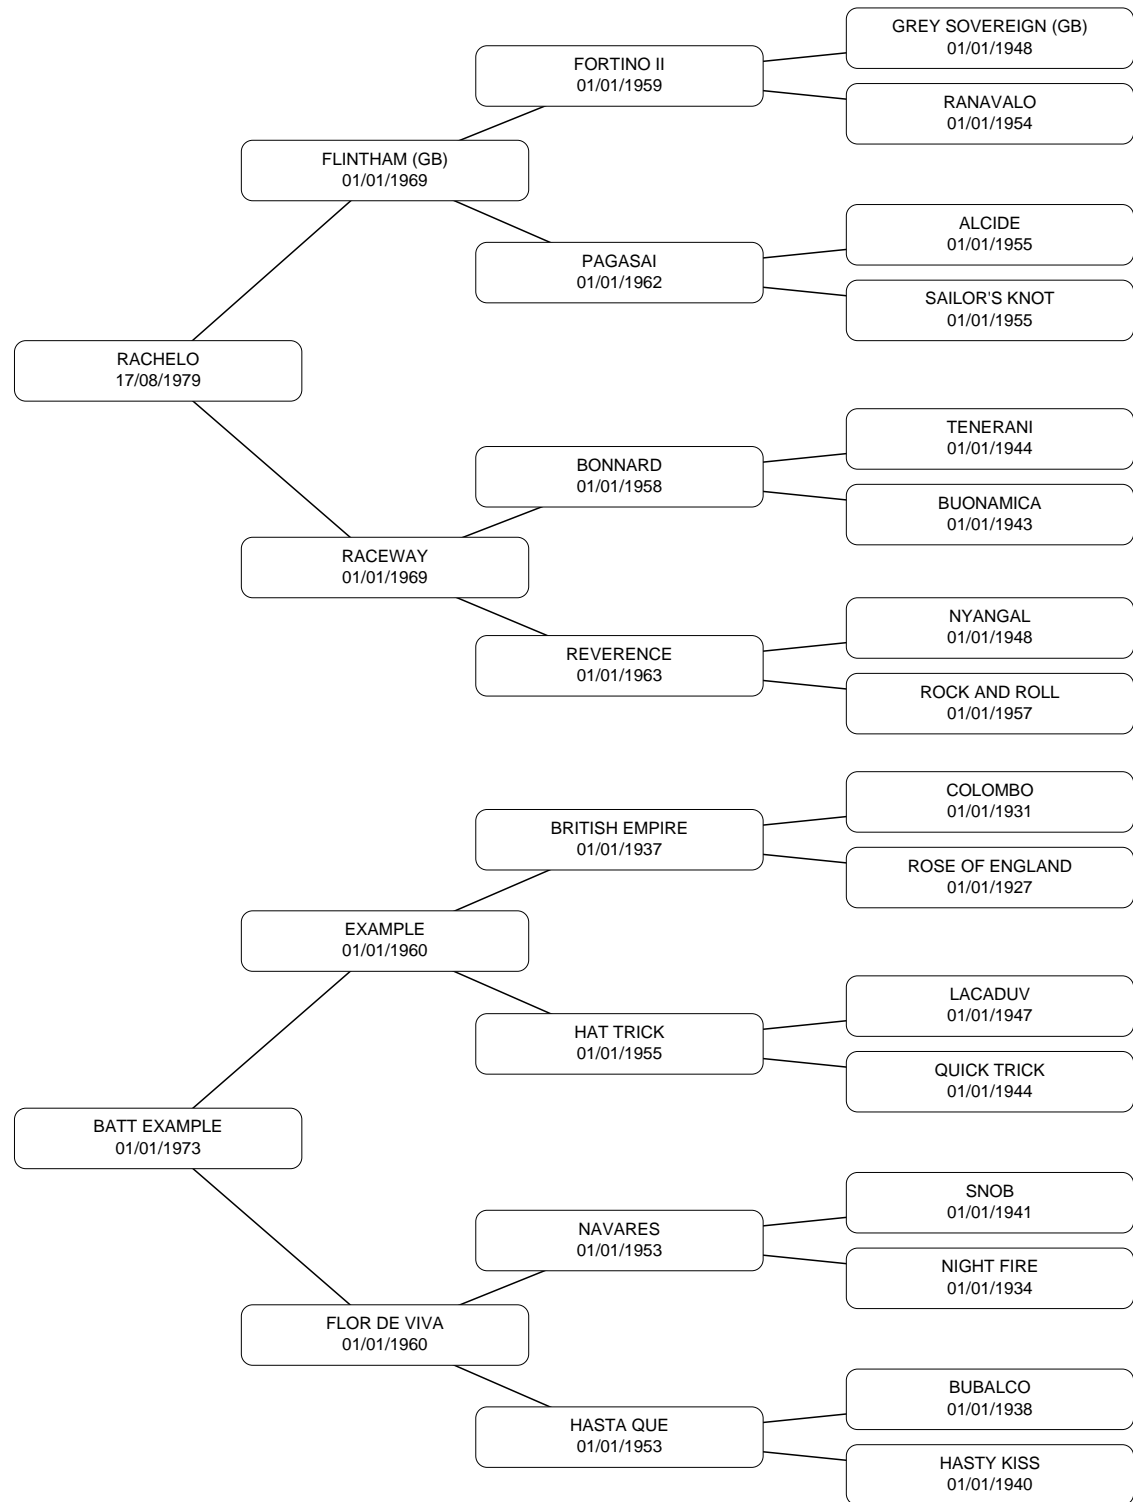 GREY SOVEREIGN (GB)
01/01/1948
FORTINO II
01/01/1959
RANAVALO
01/01/1954
FLINTHAM (GB)
01/01/1969
ALCIDE
01/01/1955
PAGASAI
01/01/1962
SAILOR'S KNOT
01/01/1955
RACHELO
17/08/1979
TENERANI
01/01/1944
BONNARD
01/01/1958
BUONAMICA
01/01/1943
RACEWAY
01/01/1969
NYANGAL
01/01/1948
REVERENCE
01/01/1963
ROCK AND ROLL
01/01/1957
COLOMBO
01/01/1931
BRITISH EMPIRE
01/01/1937
ROSE OF ENGLAND
01/01/1927
EXAMPLE
01/01/1960
LACADUV
01/01/1947
HAT TRICK
01/01/1955
QUICK TRICK
01/01/1944
BATT EXAMPLE
01/01/1973
SNOB
01/01/1941
NAVARES
01/01/1953
NIGHT FIRE
01/01/1934
FLOR DE VIVA
01/01/1960
BUBALCO
01/01/1938
HASTA QUE
01/01/1953
HASTY KISS
01/01/1940